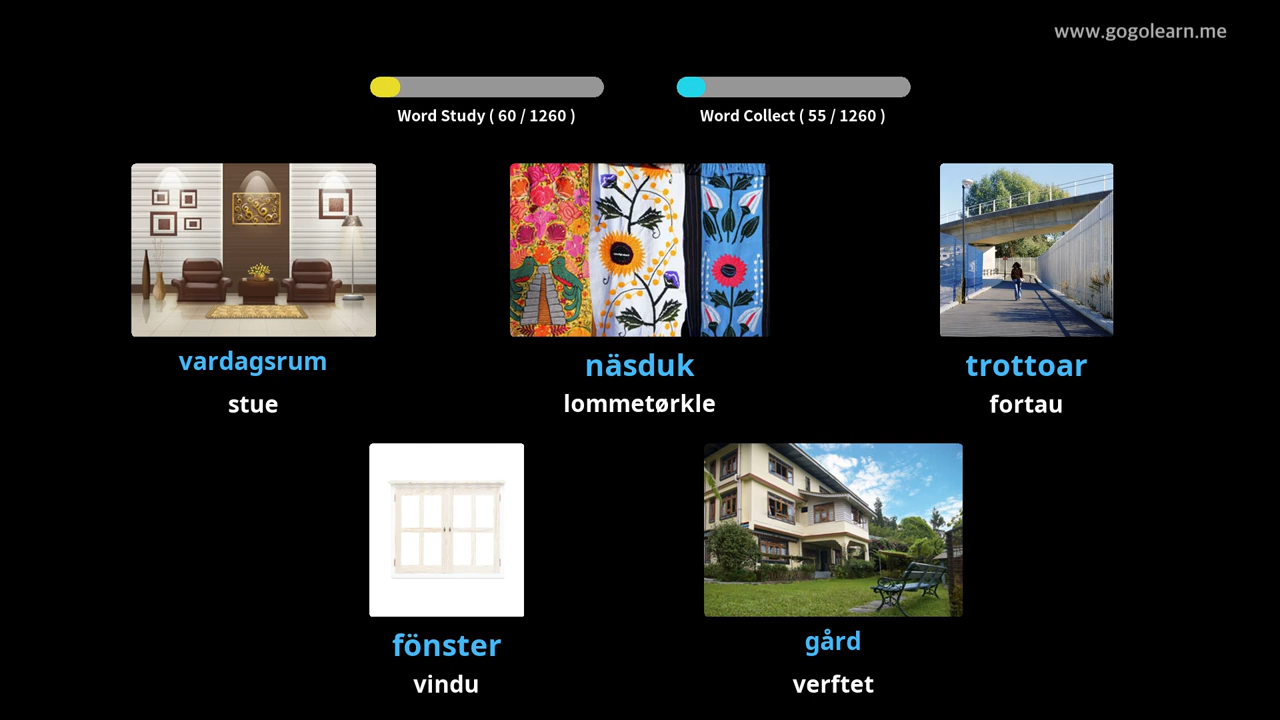 www.gogolearn.me
Word Study ( 60 / 1260 )
Word Collect ( 55 / 1260 )
vardagsrum
stue
näsduk
lommetørkle
trottoar
fortau
fönster
vindu
gård
verftet